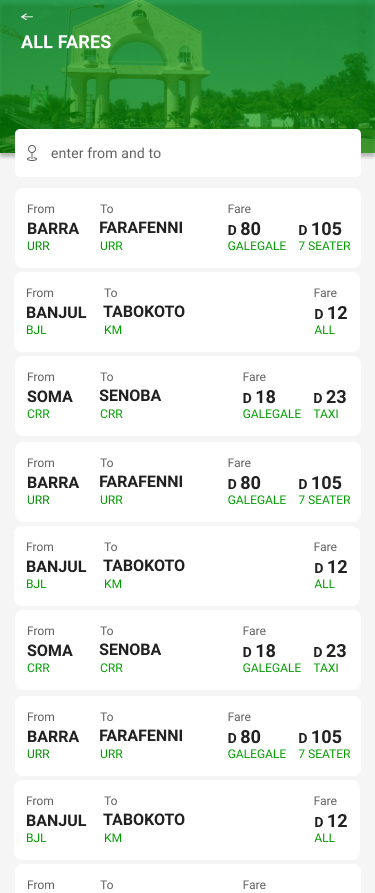 ALL FARES
enter from and to
From To Fare
BARRA FARAFENNI D 80 D 105
URR URR GALEGALE 7 SEATER
From To Fare
BANJUL TABOKOTO D 12
BJL KM ALL
From To Fare
SOMA SENOBA D 18 D 23
CRR CRR GALEGALE TAXI
From To Fare
BARRA FARAFENNI D 80 D 105
URR URR GALEGALE 7 SEATER
From To Fare
BANJUL TABOKOTO D 12
BJL KM ALL
From To Fare
SOMA SENOBA D 18 D 23
CRR CRR GALEGALE TAXI
From To Fare
BARRA FARAFENNI D 80 D 105
URR URR GALEGALE 7 SEATER
From To Fare
BANJUL TABOKOTO D 12
BJL KM ALL
From To Fare